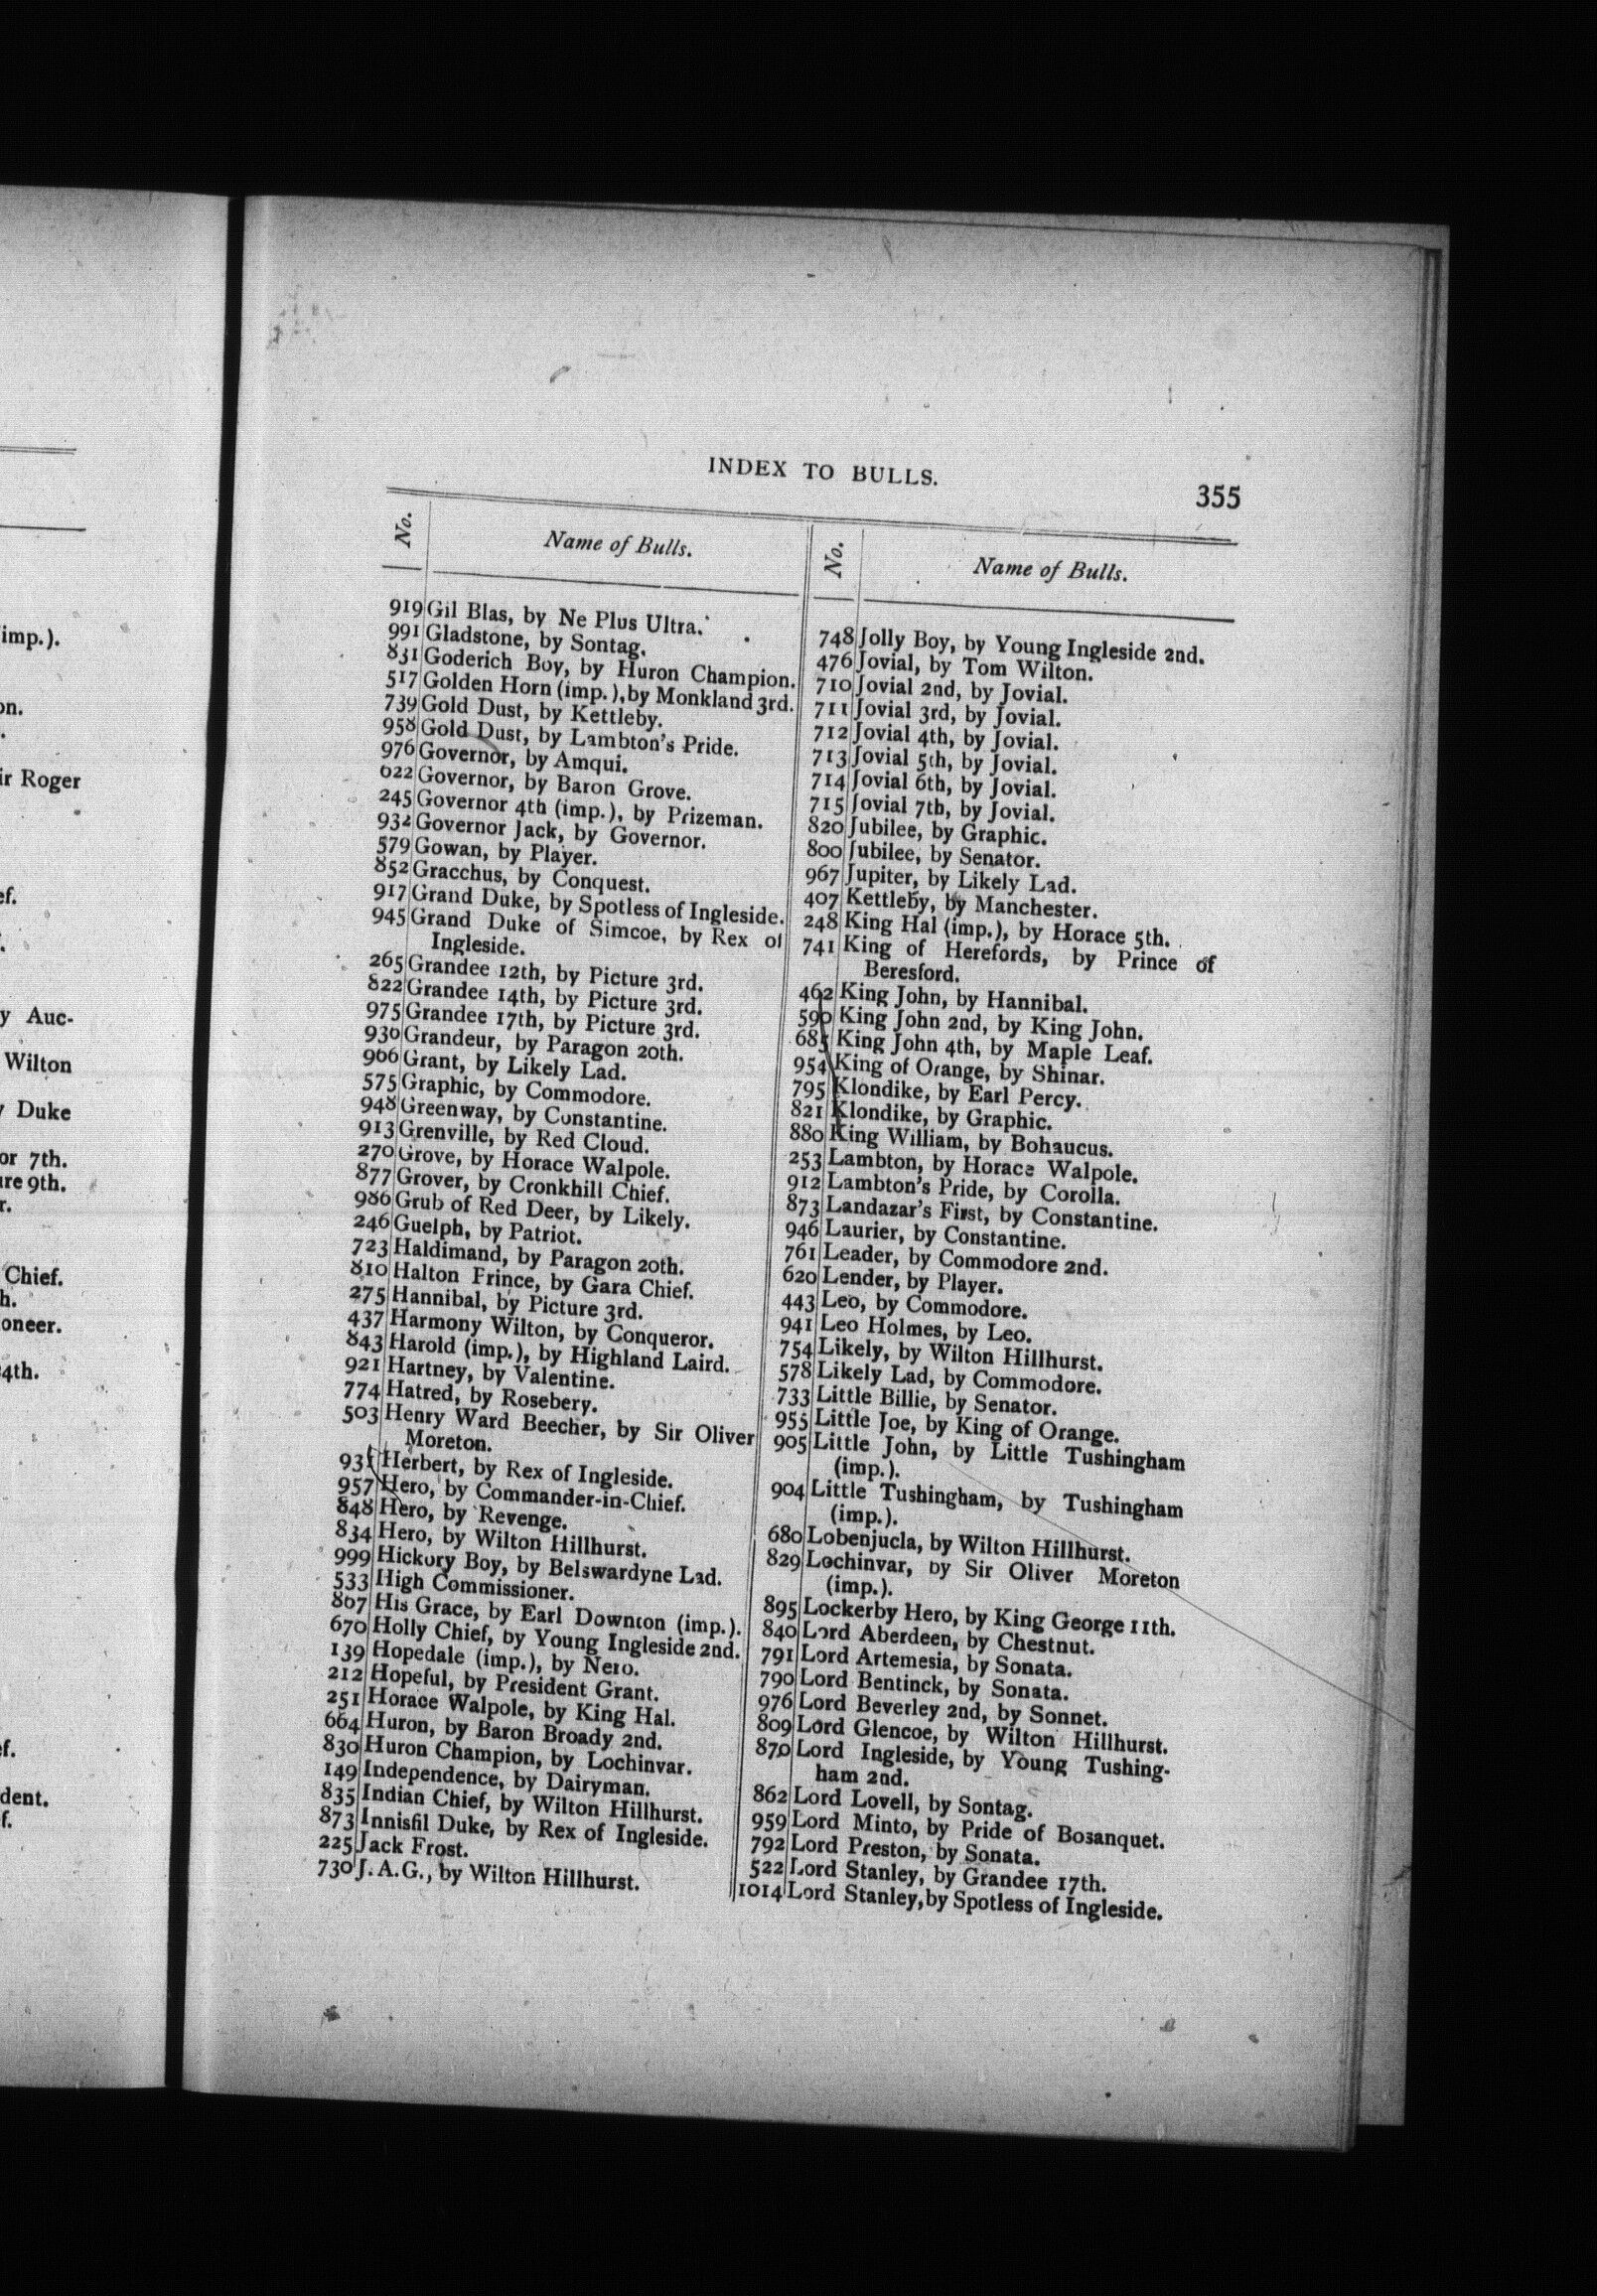 imp.).
on.
.
ir Roger
ef.
.
y Auc-
Wilton
y Duke
or 7th.
ure 9th.
r.
Chief.
h.
oneer.
4th.
ef.
dent.
f.
INDEX TO BULLS.
355
No.
Name of Bulls.
919 Gil Blas, by Ne Plus Ultra.
991 Gladstone, by Sontag.
831 Goderich Boy, by Huron Champion.
517 Golden Horn (imp.), by Monkland 3rd.
739 Gold Dust, by Kettleby.
958 Gold Dust, by Lambton's Pride.
976 Governor, by Amqui.
622 Governor, by Baron Grove.
245 Governor 4th (imp.), by Prizeman.
932 Governor Jack, by Governor.
579 Gowan, by Player.
852 Gracchus, by Conquest.
917 Grand Duke, by Spotless of Ingleside.
945 Grand Duke of Simcoe, by Rex of
Ingleside.
265 Grandee 12th, by Picture 3rd.
822 Grandee 14th, by Picture 3rd.
975 Grandee 17th, by Picture 3rd.
930 Grandeur, by Paragon 20th.
966 Grant, by Likely Lad.
575 Graphic, by Commodore.
948 Greenway, by Constantine.
913 Grenville, by Red Cloud.
270 Grove, by Horace Walpole.
877 Grover, by Cronkhill Chief.
986 Grub of Red Deer, by Likely.
246 Guelph, by Patriot.
723 Haldimand, by Paragon 20th.
810 Halton Prince, by Gara Chief.
275 Hannibal, by Picture 3rd.
437 Harmony Wilton, by Conqueror.
843 Harold (imp.), by Highland Laird.
921 Hartney, by Valentine.
774 Hatred, by Rosebery.
503 Henry Ward Beecher, by Sir Oliver
Moreton.
931 Herbert, by Rex of Ingleside.
957 Hero, by Commander-in-Chief.
848 Hero, by Revenge.
834 Hero, by Wilton Hillhurst.
999 Hickory Boy, by Belswardyne Lad.
533 High Commissioner.
867 His Grace, by Earl Downton (imp.).
670 Holly Chief, by Young Ingleside 2nd.
139 Hopedale (imp.), by Nero.
212 Hopeful, by President Grant.
251 Horace Walpole, by King Hal.
664 Huron, by Baron Broady 2nd.
830 Huron Champion, by Lochinvar.
149 Independence, by Dairyman.
835 Indian Chief, by Wilton Hillhurst.
873 Innisfil Duke, by Rex of Ingleside.
225 Jack Frost.
730 J. A.G., by Wilton Hillhurst.
No.
Name of Bulls.
748 Jolly Boy, by Young Ingleside 2nd.
476 Jovial, by Tom Wilton.
710 Jovial 2nd, by Jovial.
711 Jovial 3rd, by Jovial.
712 Jovial 4th, by Jovial.
713 Jovial 5th, by Jovial.
714 Jovial 6th, by Jovial.
715 Jovial 7th, by Jovial.
820 Jubilee, by Graphic.
800 Jubilee, by Senator.
967 Jupiter, by Likely Lad.
407 Kettleby, by Manchester.
248 King Hal (imp.), by Horace 5th.
741 King of Herefords, by Prince of
Beresford.
462 King John, by Hannibal.
590 King John 2nd, by King John.
685 King John 4th, by Maple Leaf.
954 King of Orange, by Shinar.
795 Klondike, by Earl Percy.
821 Klondike, by Graphic.
880 King William, by Bohaucus.
253 Lambton, by Horace Walpole.
912 Lambton's Pride, by Corolla.
873 Landazar's First, by Constantine.
946 Laurier, by Constantine.
761 Leader, by Commodore 2nd.
620 Lender, by Player.
443 Leo, by Commodore.
941 Leo Holmes, by Leo.
754 Likely, by Wilton Hillhurst.
578 Likely Lad, by Commodore.
733 Little Billie, by Senator.
955 Little Joe, by King of Orange.
905 Little John, by Little Tushingham
(imp.).
904 Little Tushingham, by Tushingham
(imp.).
680 Lobenjucla, by Wilton Hillhurst.
829 Lochinvar, by Sir Oliver Moreton
(imp.).
895 Lockerby Hero, by King George 11th.
840 Lord Aberdeen, by Chestnut.
791 Lord Artemesia, by Sonata.
790 Lord Bentinck, by Sonata.
976 Lord Beverley 2nd, by Sonnet.
809 Lord Glencoe, by Wilton Hillhurst.
870 Lord Ingleside, by Young Tushing-
ham 2nd.
862 Lord Lovell, by Sontag.
959 Lord Minto, by Pride of Bosanquet.
792 Lord Preston, by Sonata.
522 Lord Stanley, by Grandee 17th.
1014 Lord Stanley, by Spotless of Ingleside.